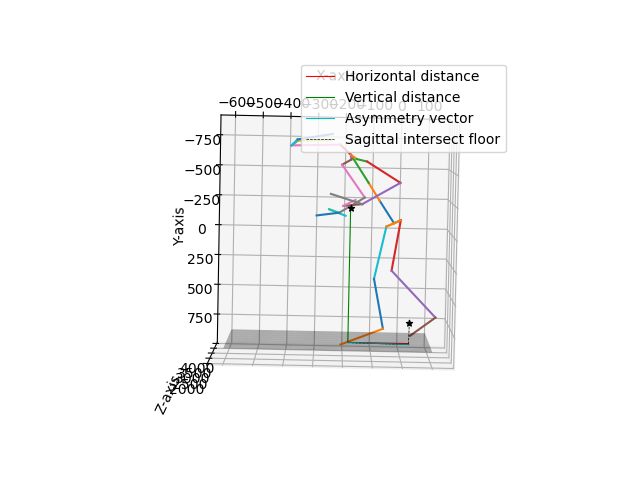 X-axis
−600 −500 −400 −300 −200 −100 0 100
Horizontal distance
Vertical distance
Asymmetry vector
Sagittal intersect floor
−750
−500
−250
0
250
500
750
Y-axis
Z-axis